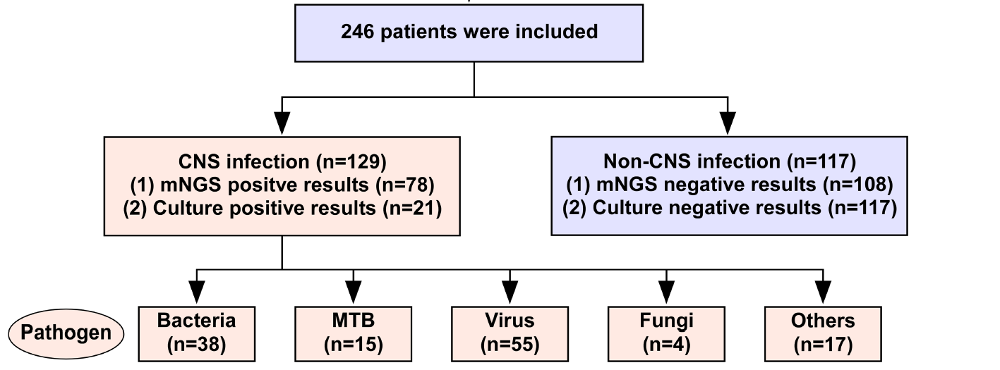 246 patients were included
CNS infection (n=129)
(1) mNGS positve results (n=78)
(2) Culture positive results (n=21)
Non-CNS infection (n=117)
(1) mNGS negative results (n=108)
(2) Culture negative results (n=117)
Pathogen
Bacteria
(n=38)
MTB
(n=15)
Virus
(n=55)
Fungi
(n=4)
Others
(n=17)